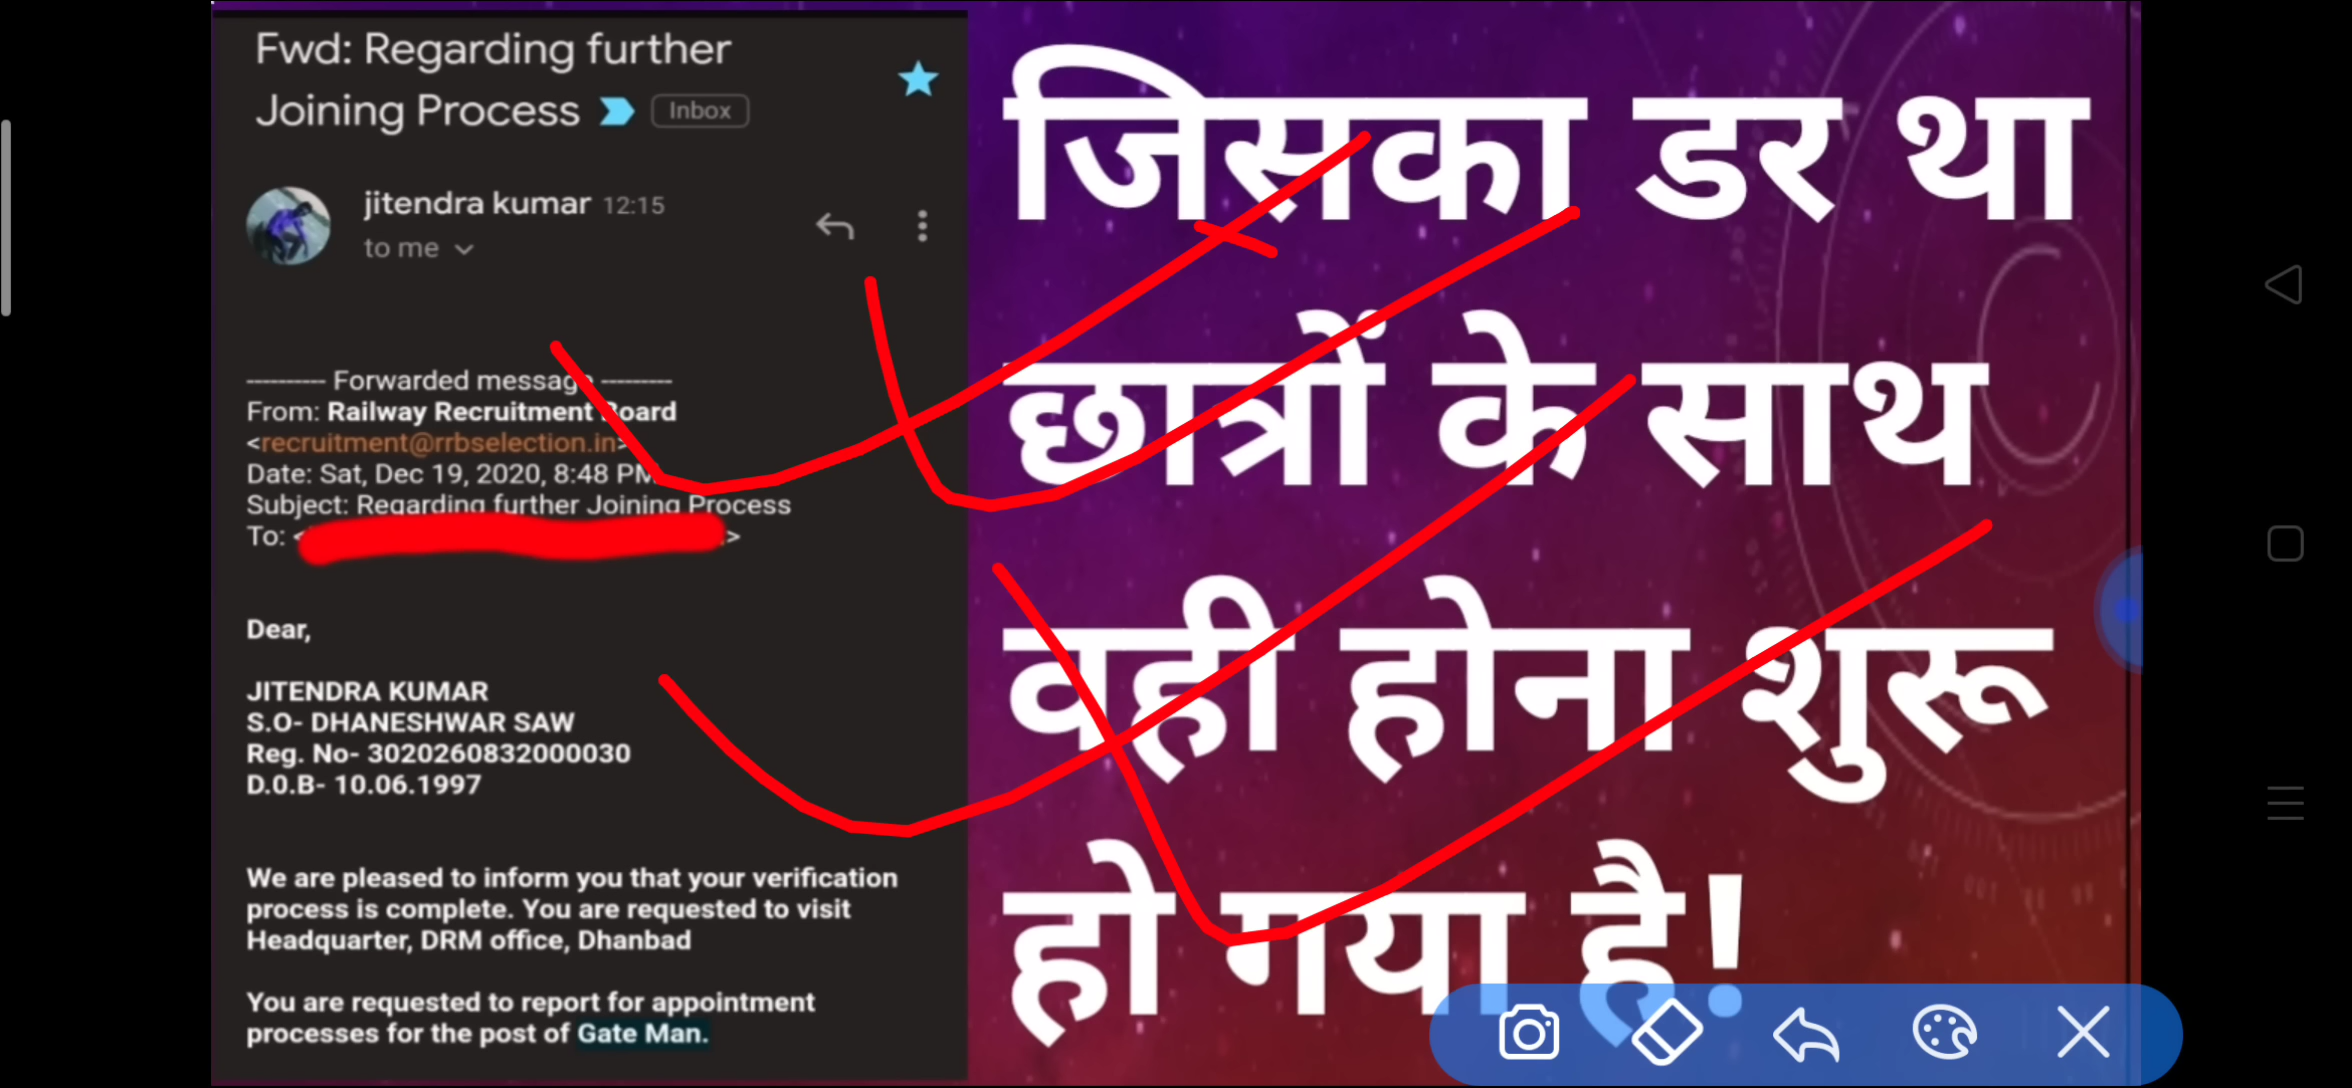 Fwd: Regarding further
Joining Process Inbox
jitendra kumar 12:15
to me
---------- Forwarded message ---------
From: Railway Recruitment Board
<recruitment@rrbselection.in>
Date: Sat, Dec 19, 2020, 8:48 PM
Subject: Regarding further Joining Process
To: < >
Dear,
JITENDRA KUMAR
S.O- DHANESHWAR SAW
Reg. No- 3020260832000030
D.0.B- 10.06.1997
We are pleased to inform you that your verification
process is complete. You are requested to visit
Headquarter, DRM office, Dhanbad
You are requested to report for appointment
processes for the post of Gate Man.
जिसका डर था
छात्रों के साथ
वही होना शुरू
हो गया है!